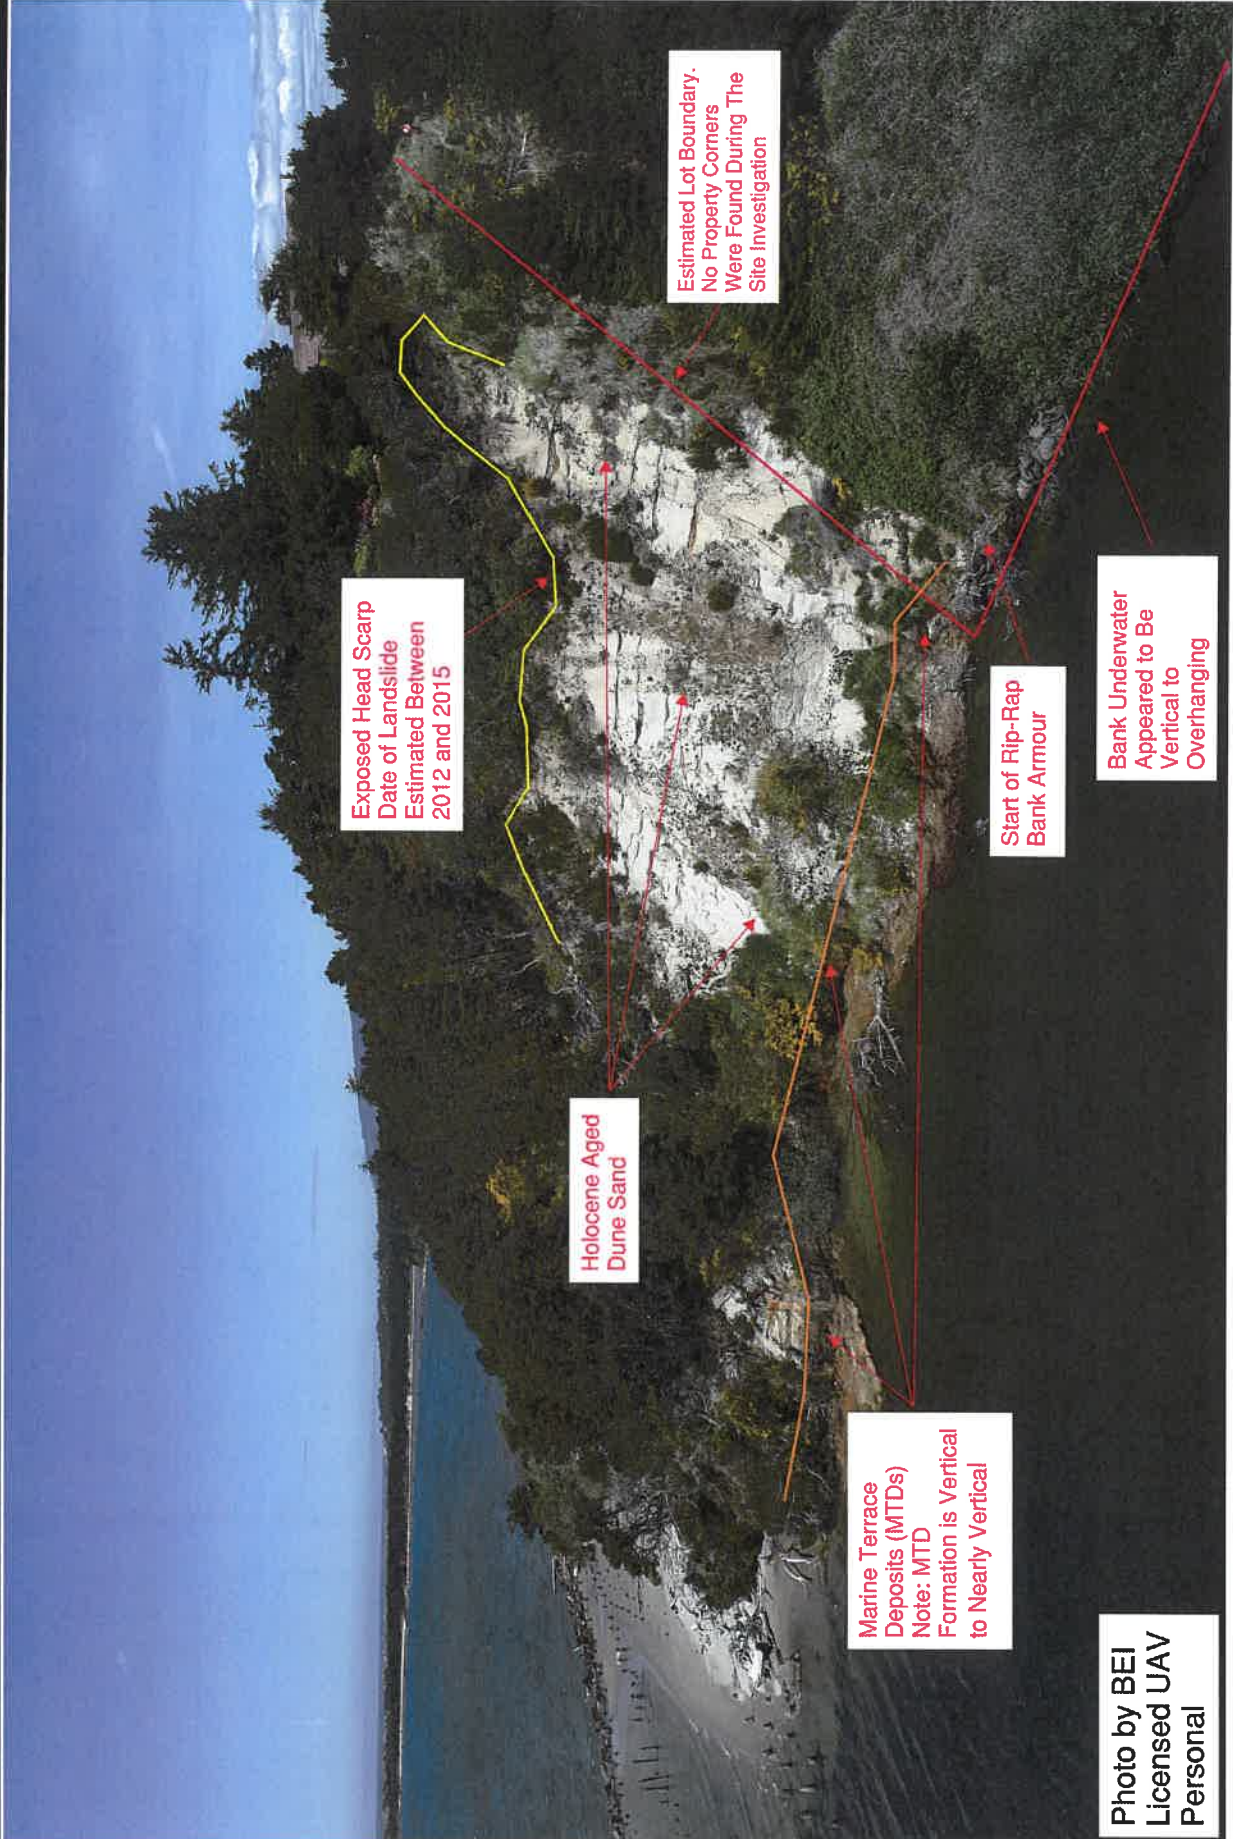 Exposed Head Scarp
Date of Landslide
Estimated Between
2012 and 2015
Estimated Lot Boundary.
No Property Corners
Were Found During The
Site Investigation
Holocene Aged
Dune Sand
Start of Rip-Rap
Bank Armour
Bank Underwater
Appeared to Be
Vertical to
Overhanging
Marine Terrace
Deposits (MTDs)
Note: MTD
Formation is Vertical
to Nearly Vertical
Photo by BEI
Licensed UAV
Personal